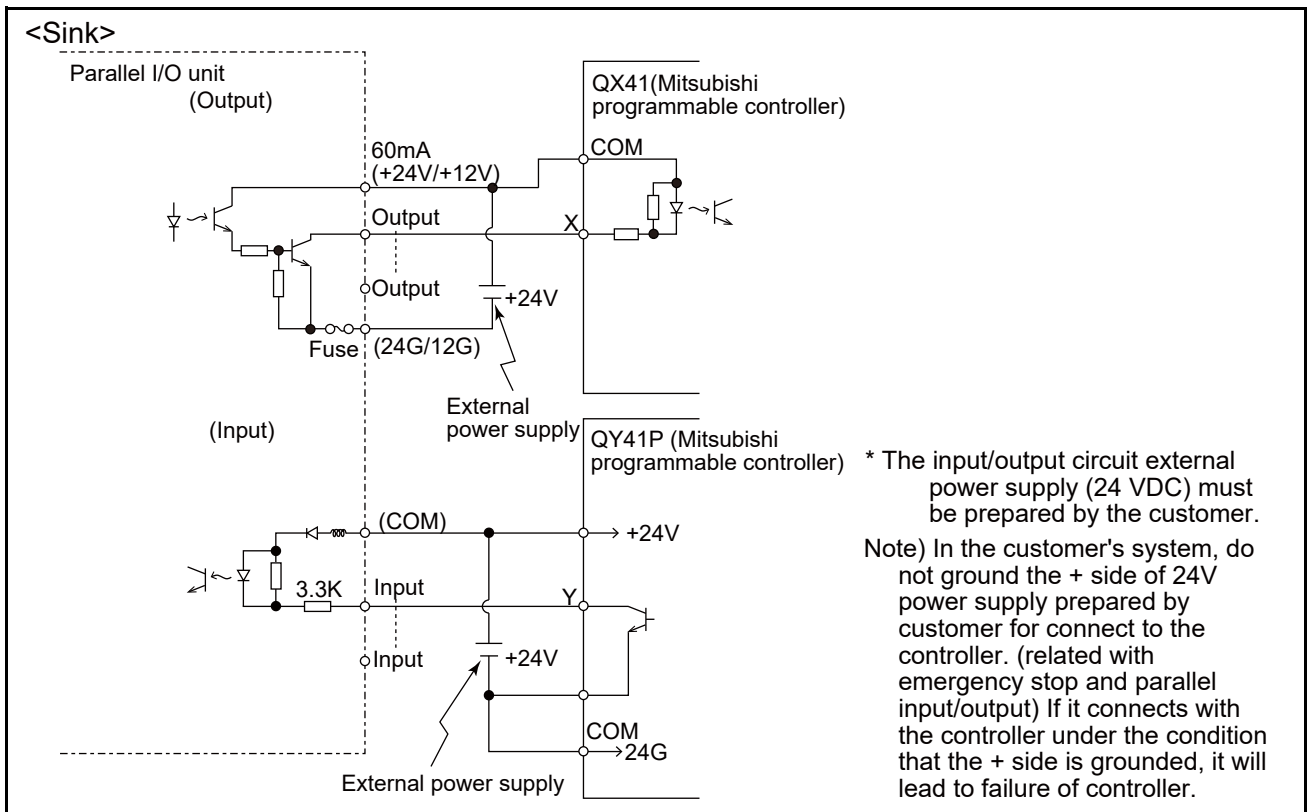 <Sink>
Parallel I/O unit
(Output)
QX41(Mitsubishi
programmable controller)
60mA
(+24V/+12V)
COM
Output
X
Output
+24V
Fuse
(24G/12G)
External
power supply
(Input)
QY41P (Mitsubishi
programmable controller)
(COM)
+24V
3.3K
Input
Y
Input
+24V
COM
24G
External power supply
* The input/output circuit external
power supply (24 VDC) must
be prepared by the customer.
Note) In the customer's system, do
not ground the + side of 24V
power supply prepared by
customer for connect to the
controller. (related with
emergency stop and parallel
input/output) If it connects with
the controller under the condition
that the + side is grounded, it will
lead to failure of controller.